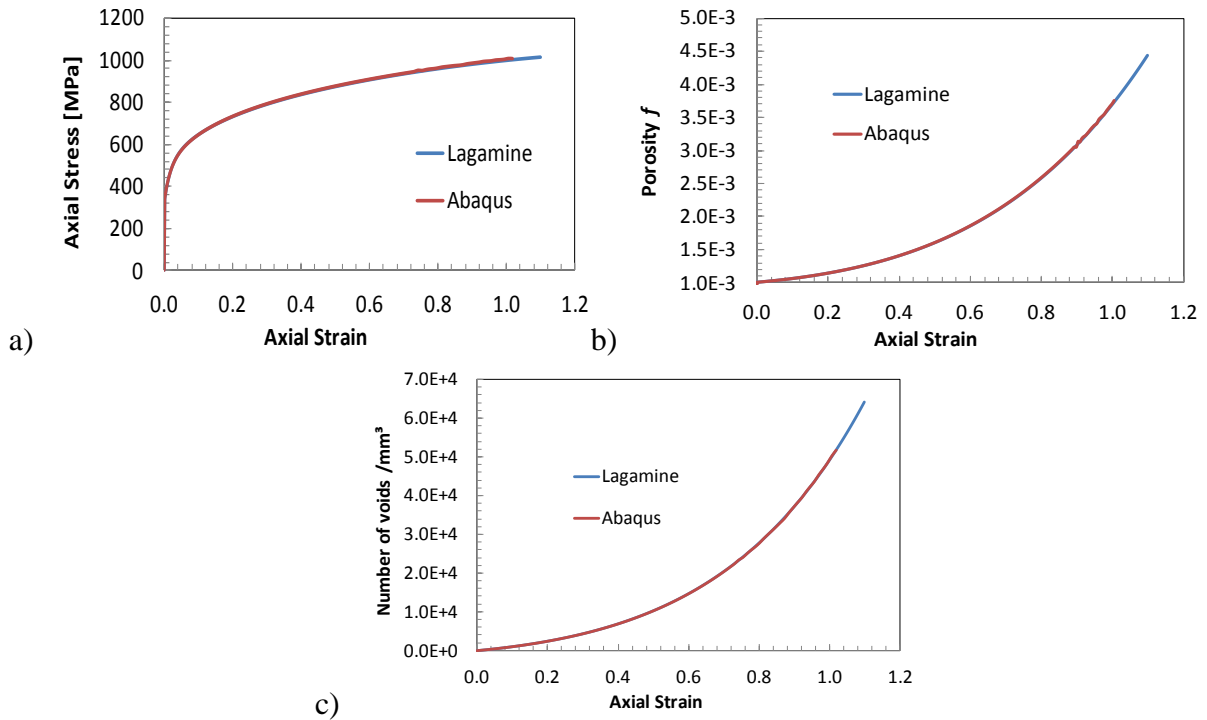 1200
1000
800
600
400
200
0
Axial Stress [MPa]
Lagamine
Abaqus
0.0 0.2 0.4 0.6 0.8 1.0 1.2
Axial Strain
a)
5.0E-3
4.5E-3
4.0E-3
3.5E-3
3.0E-3
2.5E-3
2.0E-3
1.5E-3
1.0E-3
Porosity f
Lagamine
Abaqus
0.0 0.2 0.4 0.6 0.8 1.0 1.2
Axial Strain
b)
7.0E+4
6.0E+4
5.0E+4
4.0E+4
3.0E+4
2.0E+4
1.0E+4
0.0E+0
Number of voids /mm³
Lagamine
Abaqus
0.0 0.2 0.4 0.6 0.8 1.0 1.2
Axial Strain
c)